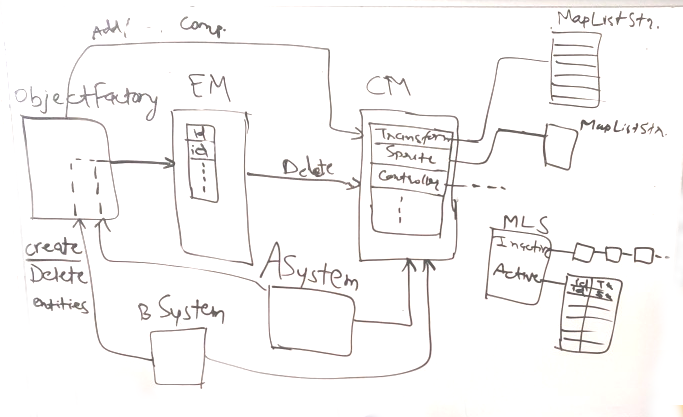 Add; ... Comp.
MapListStr.
ObjectFactory
EM
CM
id
id
Transform
Sprite
Controller
MapListStr.
Delete
create
Delete
entities
A System
B System
MLS
Inactive
Active
id